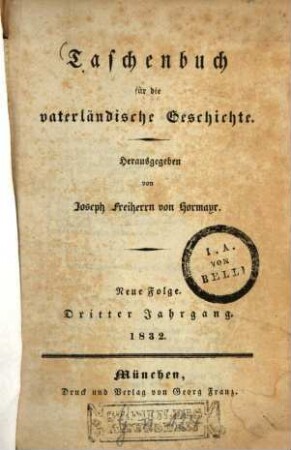 Taschenbuch
für die
vaterländische Geschichte.
Herausgegeben
von
Joseph Freiherrn von Hormayr.
I. A.
VON
BELLI
Neue Folge.
Dritter Jahrgang.
1832.
München,
Druck und Verlag von Georg Franz.